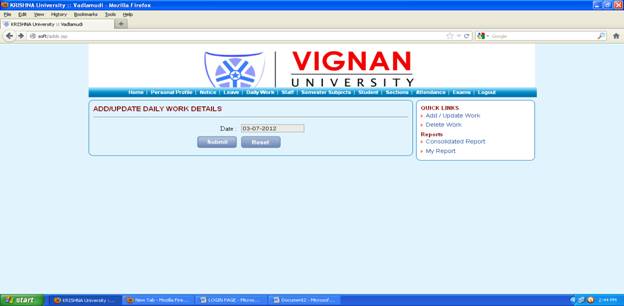 KRISHNA University :: Vadlamudi - Mozilla Firefox
File Edit View History Bookmarks Tools Help
KRISHNA University :: Vadlamudi
Google
VIGNAN
UNIVERSITY
Home | Personal Profile | Notice | Leave | Daily Work | Staff | Semester Subjects | Student | Sections | Attendance | Exams | Logout
ADD/UPDATE DAILY WORK DETAILS
Date : 03-07-2012
Submit Reset
QUICK LINKS
Add / Update Work
Delete Work
Reports
Consolidated Report
My Report
start KRISHNA University :... New Tab - Mozilla Fire... LOGIN PAGE - Micros... Document2 - Microsof... 2:44 PM